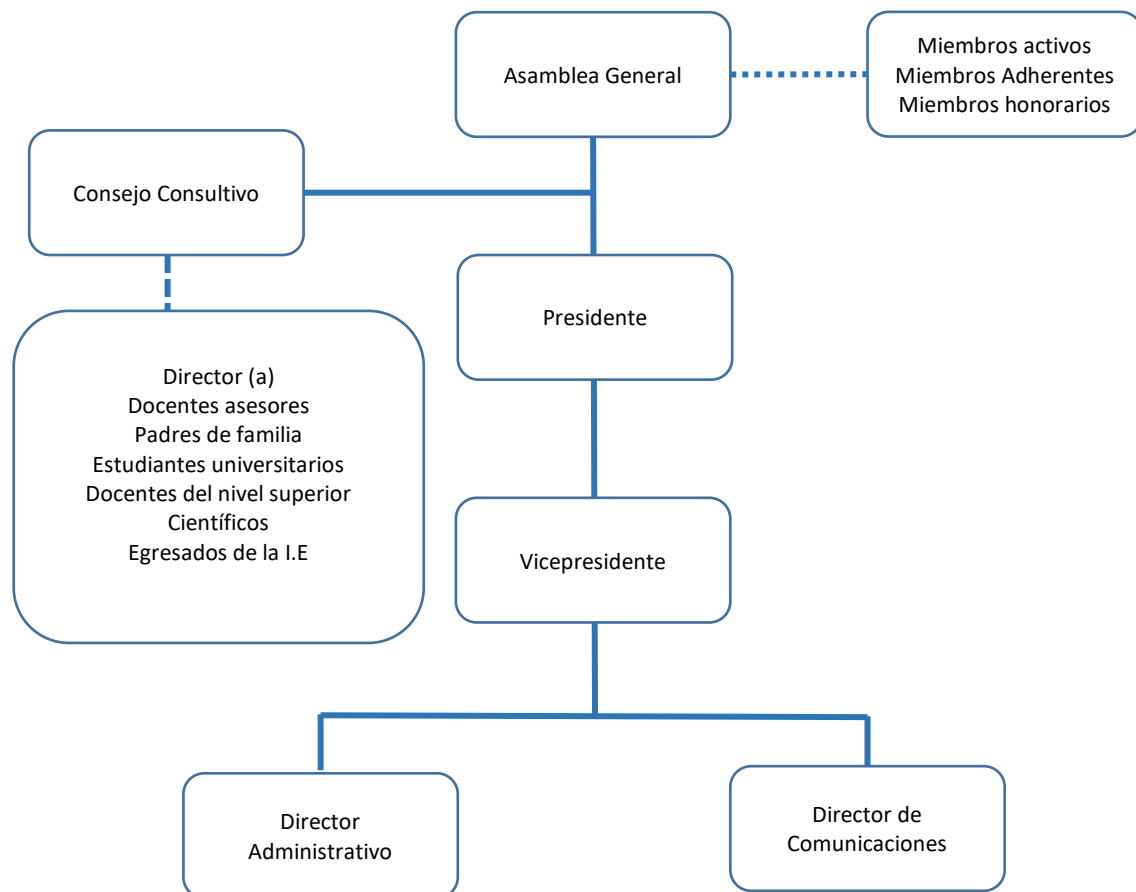 Asamblea General
Miembros activos
Miembros Adherentes
Miembros honorarios
Consejo Consultivo
Presidente
Director (a)
Docentes asesores
Padres de familia
Estudiantes universitarios
Docentes del nivel superior
Científicos
Egresados de la I.E
Vicepresidente
Director
Administrativo
Director de
Comunicaciones